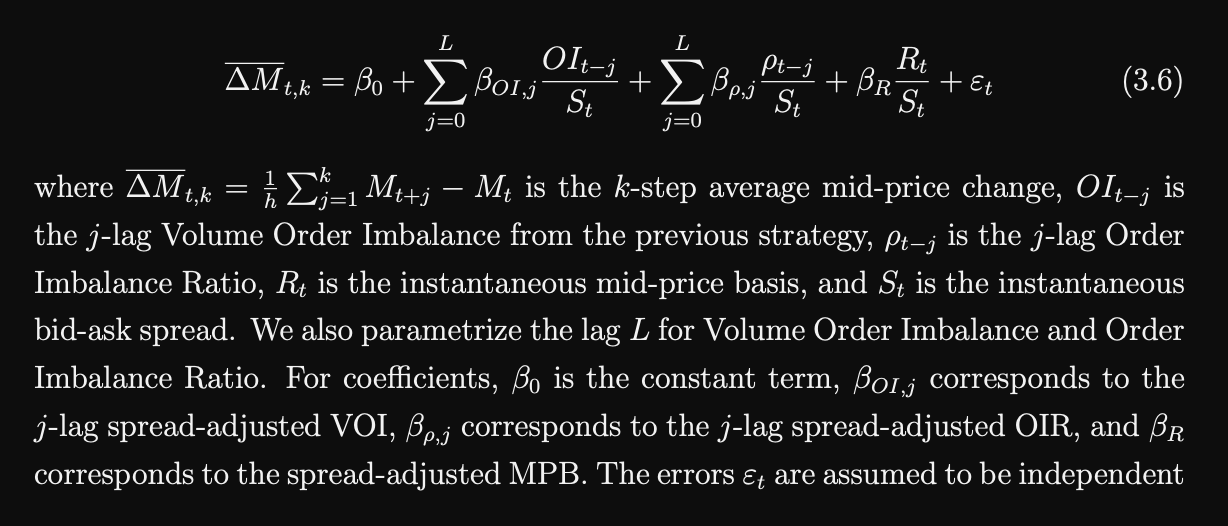 $\overline{\Delta M}_{t,k} = \beta_0 + \sum_{j=0}^{L} \beta_{OI,j} \frac{OI_{t-j}}{S_t} + \sum_{j=0}^{L} \beta_{\rho,j} \frac{\rho_{t-j}}{S_t} + \beta_R \frac{R_t}{S_t} + \varepsilon_t$ (3.6)
where $\overline{\Delta M}_{t,k} = \frac{1}{h} \sum_{j=1}^{k} M_{t+j} - M_t$ is the $k$-step average mid-price change, $OI_{t-j}$ is
the $j$-lag Volume Order Imbalance from the previous strategy, $\rho_{t-j}$ is the $j$-lag Order
Imbalance Ratio, $R_t$ is the instantaneous mid-price basis, and $S_t$ is the instantaneous
bid-ask spread. We also parametrize the lag $L$ for Volume Order Imbalance and Order
Imbalance Ratio. For coefficients, $\beta_0$ is the constant term, $\beta_{OI,j}$ corresponds to the
$j$-lag spread-adjusted VOI, $\beta_{\rho,j}$ corresponds to the $j$-lag spread-adjusted OIR, and $\beta_R$
corresponds to the spread-adjusted MPB. The errors $\varepsilon_t$ are assumed to be independent